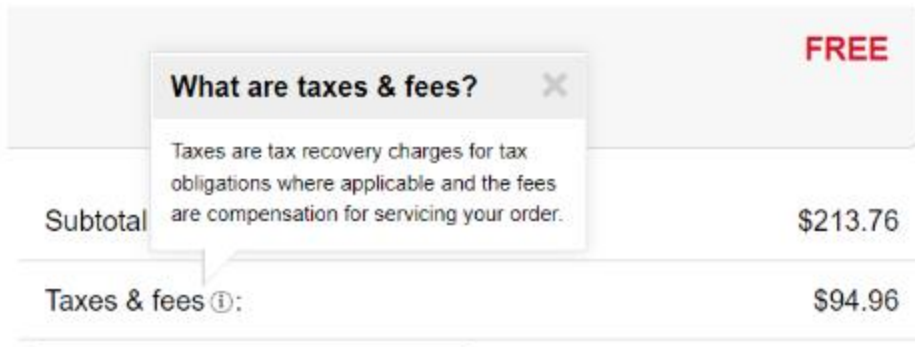 FREE
What are taxes & fees?
Taxes are tax recovery charges for tax
obligations where applicable and the fees
are compensation for servicing your order.
Subtotal $213.76
Taxes & fees ⓘ: $94.96